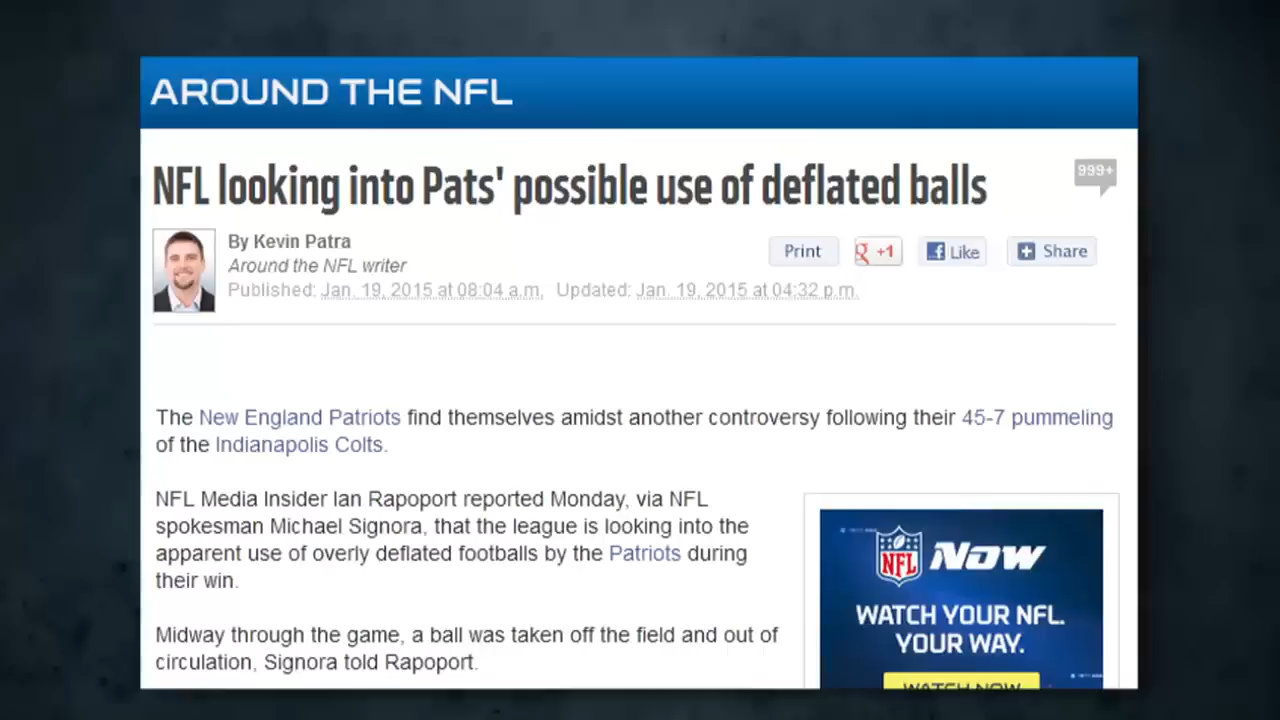 AROUND THE NFL
NFL looking into Pats' possible use of deflated balls
999+
By Kevin Patra
Around the NFL writer
Published: Jan. 19, 2015 at 08:04 a.m. Updated: Jan. 19, 2015 at 04:32 p.m.
Print
g +1
f Like
+ Share
The New England Patriots find themselves amidst another controversy following their 45-7 pummeling
of the Indianapolis Colts.
NFL Media Insider Ian Rapoport reported Monday, via NFL
spokesman Michael Signora, that the league is looking into the
apparent use of overly deflated footballs by the Patriots during
their win.
Midway through the game, a ball was taken off the field and out of
circulation, Signora told Rapoport.
NFL Now
WATCH YOUR NFL.
YOUR WAY.
WATCH NOW